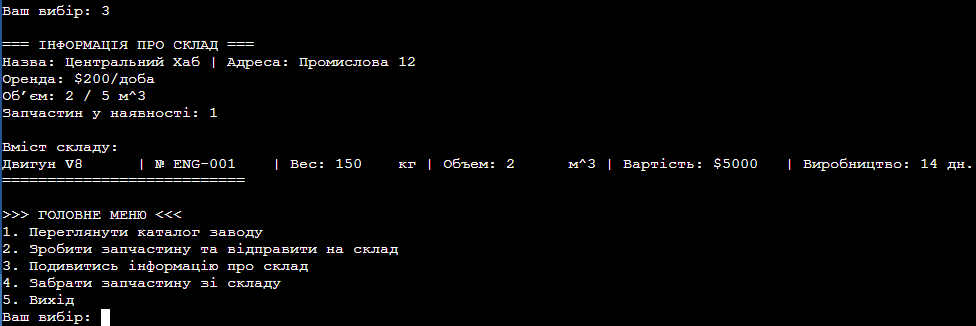 Ваш вибір: 3
=== ІНФОРМАЦІЯ ПРО СКЛАД ===
Назва: Центральний Хаб | Адреса: Промислова 12
Оренда: $200/доба
Об’єм: 2 / 5 м^3
Запчастин у наявності: 1
Вміст складу:
Двигун V8      | № ENG-001    | Вес: 150    кг | Объем: 2      м^3 | Вартість: $5000   | Виробництво: 14 дн.
===========================
>>> ГОЛОВНЕ МЕНЮ <<<
1. Переглянути каталог заводу
2. Зробити запчастину та відправити на склад
3. Подивитись інформацію про склад
4. Забрати запчастину зі складу
5. Вихід
Ваш вибір: